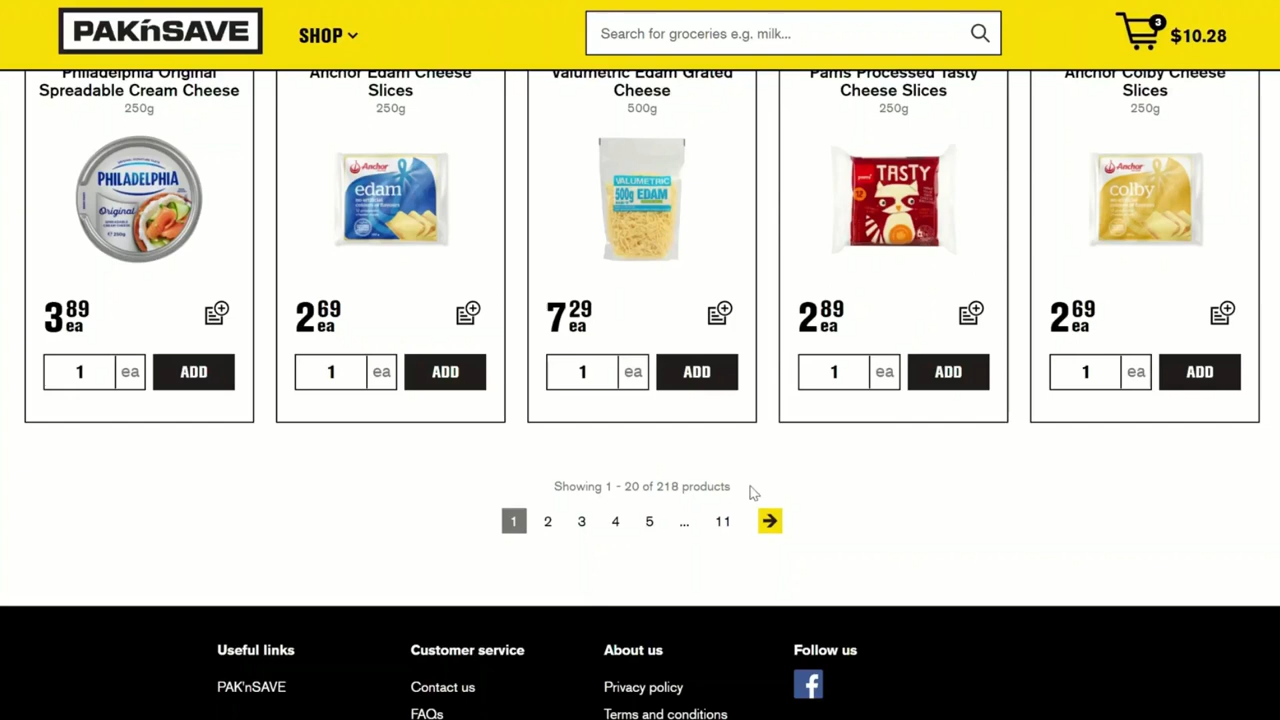 PAK'nSAVE
SHOP
Search for groceries e.g. milk...
3
$10.28
Philadelphia Original
Spreadable Cream Cheese
250g
Anchor Edam Cheese
Slices
250g
Valumetric Edam Grated
Cheese
500g
Pams Processed Tasty
Cheese Slices
250g
Anchor Colby Cheese
Slices
250g
PHILADELPHIA
Original
Anchor
edam
VALUMETRIC
500g EDAM
pams
TASTY
12
Anchor
colby
3 89 ea
2 69 ea
7 29 ea
2 89 ea
2 69 ea
1 ea ADD
1 ea ADD
1 ea ADD
1 ea ADD
1 ea ADD
Showing 1 - 20 of 218 products
1 2 3 4 5 ... 11
Useful links
PAK'nSAVE
Customer service
Contact us
FAQs
About us
Privacy policy
Terms and conditions
Follow us
f